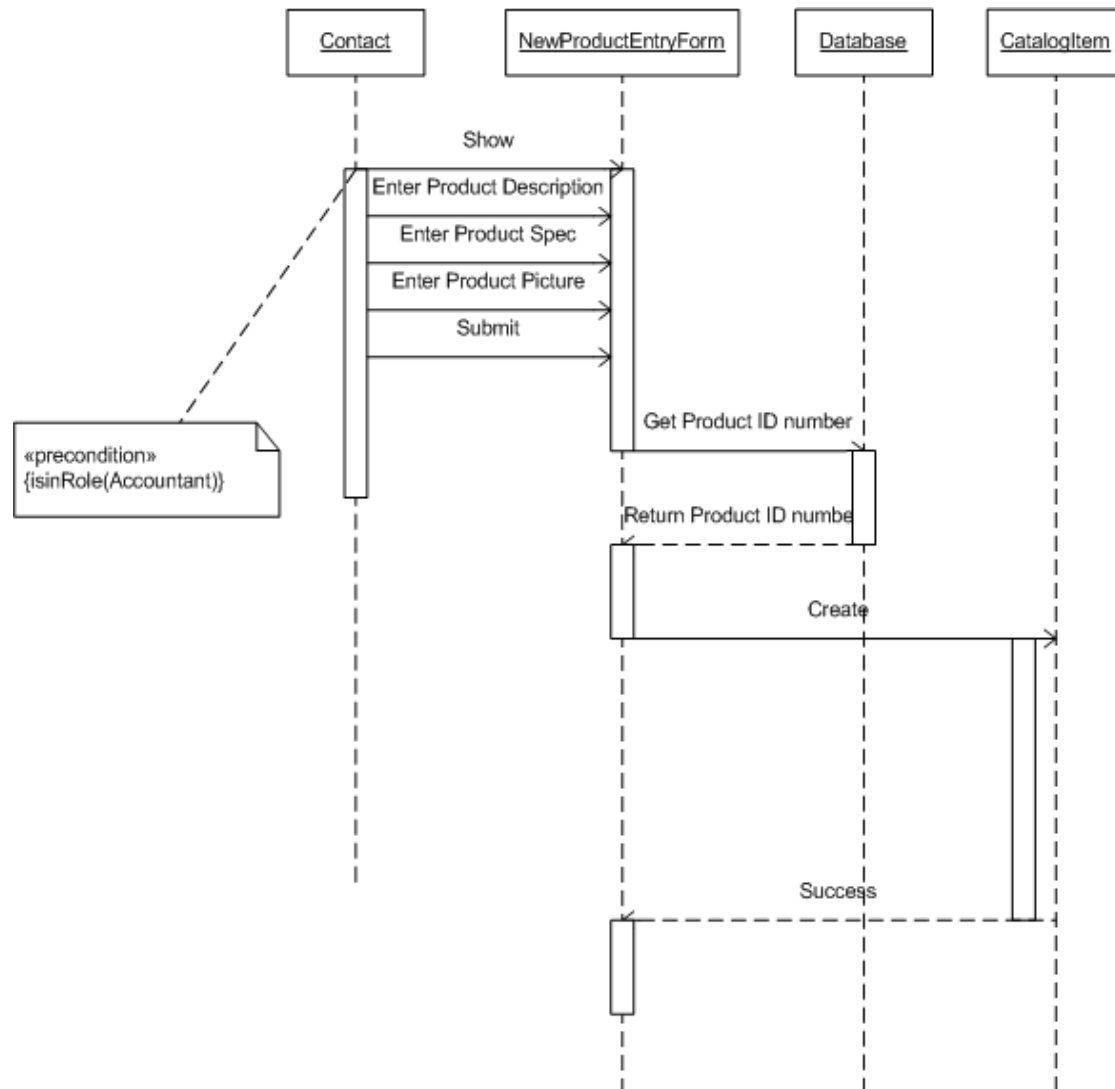 Contact
NewProductEntryForm
Database
CatalogItem
Show
Enter Product Description
Enter Product Spec
Enter Product Picture
Submit
Get Product ID number
«precondition»
{isinRole(Accountant)}
Return Product ID numbe
Create
Success